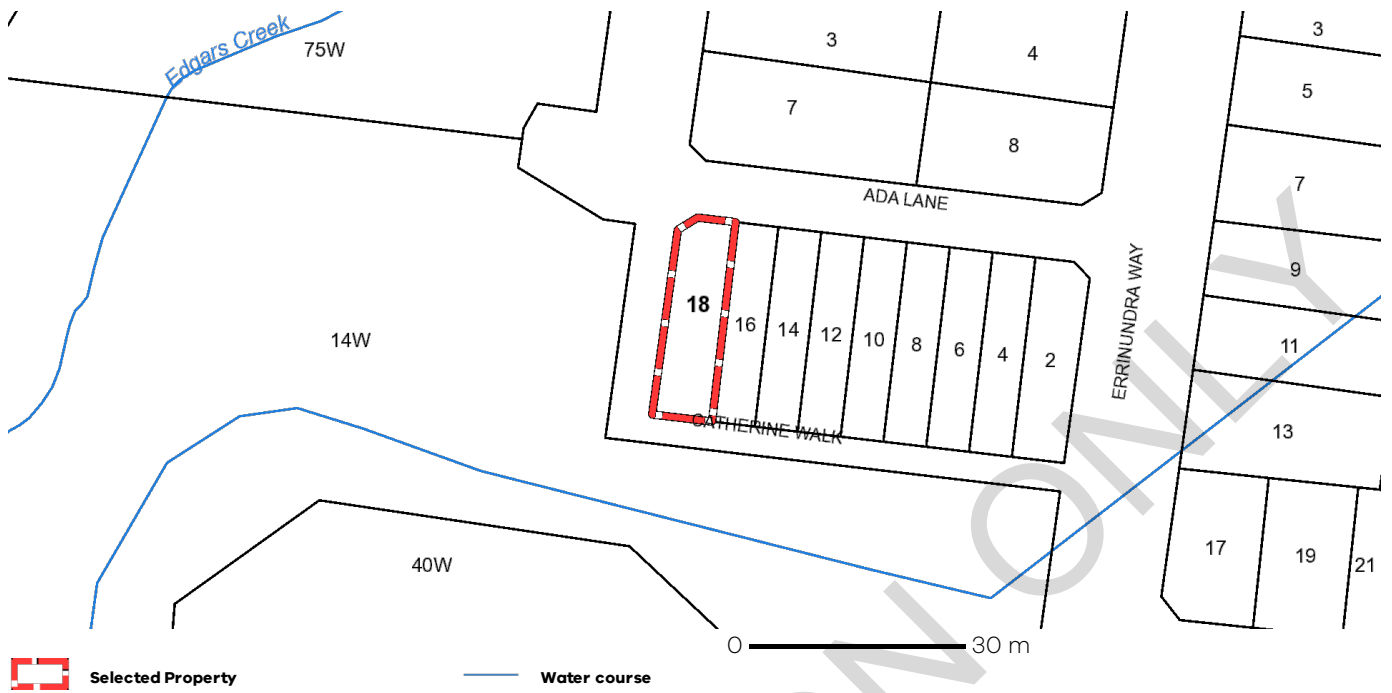 Edgars Creek
75W
3
4
3
5
7
8
7
ADA LANE
9
ERRINUNDRA WAY
18
16
14
12
10
8
6
4
2
11
14W
CATHERINE WALK
13
40W
17
19
21
ON ONLY
0 30 m
Selected Property
Water course